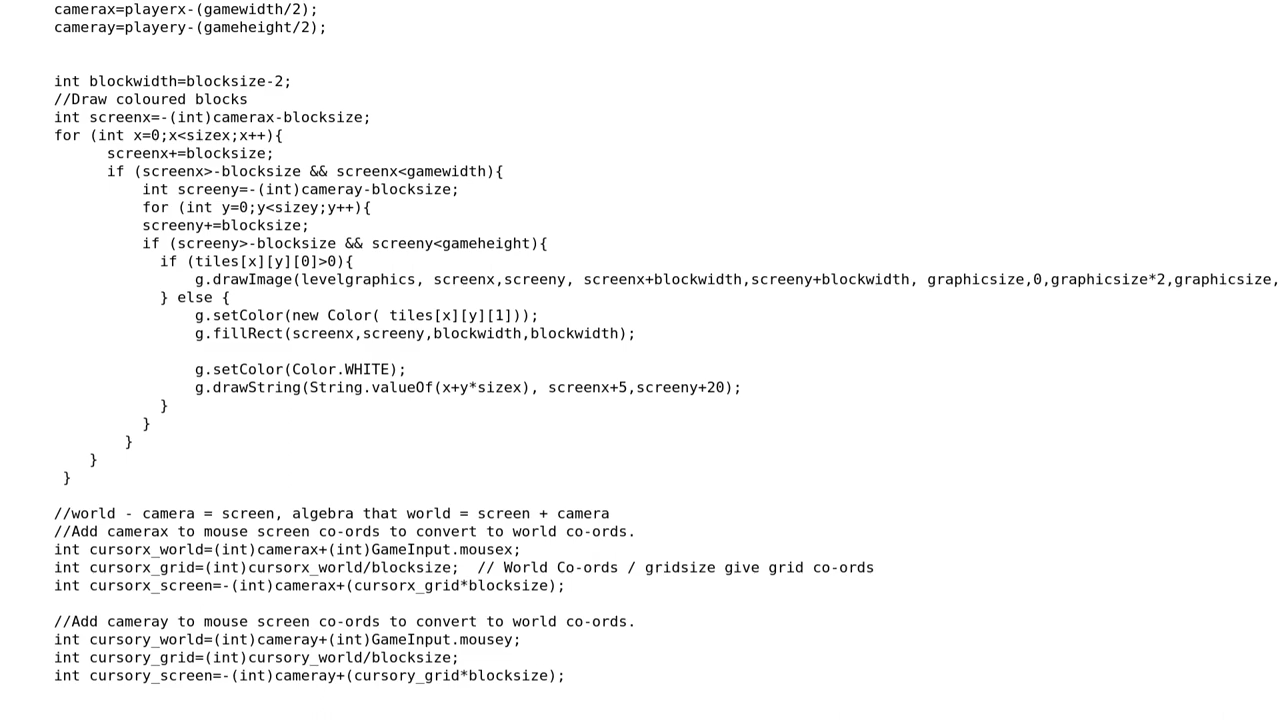 camerax=playerx-(gamewidth/2);
cameray=playery-(gameheight/2);
int blockwidth=blocksize-2;
//Draw coloured blocks
int screenx=-(int)camerax-blocksize;
for (int x=0;x<sizex;x++){
screenx+=blocksize;
if (screenx>-blocksize && screenx<gamewidth){
int screeny=-(int)cameray-blocksize;
for (int y=0;y<sizey;y++){
screeny+=blocksize;
if (screeny>-blocksize && screeny<gameheight){
if (tiles[x][y][0]>0){
g.drawImage(levelgraphics, screenx,screeny, screenx+blockwidth,screeny+blockwidth, graphicsize,0,graphicsize*2,graphicsize,
} else {
g.setColor(new Color( tiles[x][y][1]));
g.fillRect(screenx,screeny,blockwidth,blockwidth);
g.setColor(Color.WHITE);
g.drawString(String.valueOf(x+y*sizex), screenx+5,screeny+20);
}
}
}
}
}
//world - camera = screen, algebra that world = screen + camera
//Add camerax to mouse screen co-ords to convert to world co-ords.
int cursorx_world=(int)camerax+(int)GameInput.mousex;
int cursorx_grid=(int)cursorx_world/blocksize;  // World Co-ords / gridsize give grid co-ords
int cursorx_screen=-(int)camerax+(cursorx_grid*blocksize);
//Add cameray to mouse screen co-ords to convert to world co-ords.
int cursory_world=(int)cameray+(int)GameInput.mousey;
int cursory_grid=(int)cursory_world/blocksize;
int cursory_screen=-(int)cameray+(cursory_grid*blocksize);